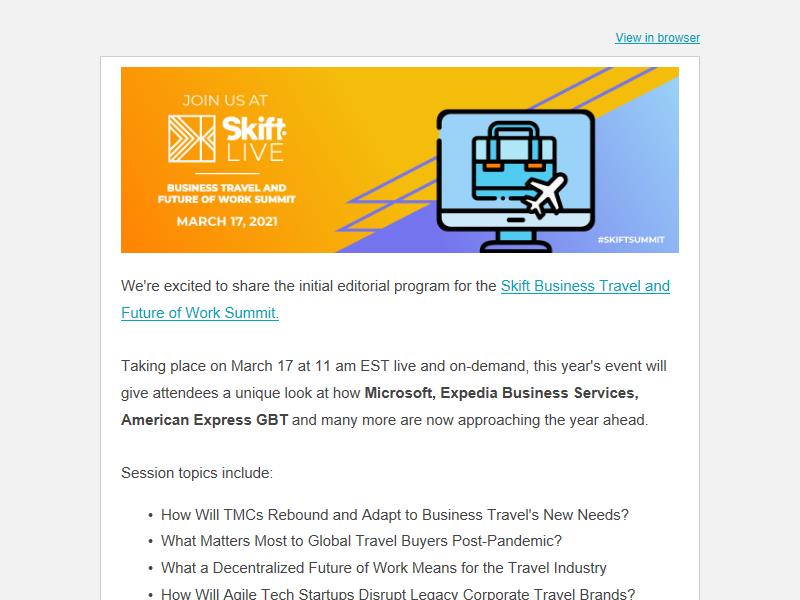 View in browser
JOIN US AT
Skift
LIVE
BUSINESS TRAVEL AND
FUTURE OF WORK SUMMIT
MARCH 17, 2021
#SKIFTSUMMIT
We're excited to share the initial editorial program for the Skift Business Travel and
Future of Work Summit.
Taking place on March 17 at 11 am EST live and on-demand, this year's event will
give attendees a unique look at how Microsoft, Expedia Business Services,
American Express GBT and many more are now approaching the year ahead.
Session topics include:
• How Will TMCs Rebound and Adapt to Business Travel's New Needs?
• What Matters Most to Global Travel Buyers Post-Pandemic?
• What a Decentralized Future of Work Means for the Travel Industry
• How Will Agile Tech Startups Disrupt Legacy Corporate Travel Brands?